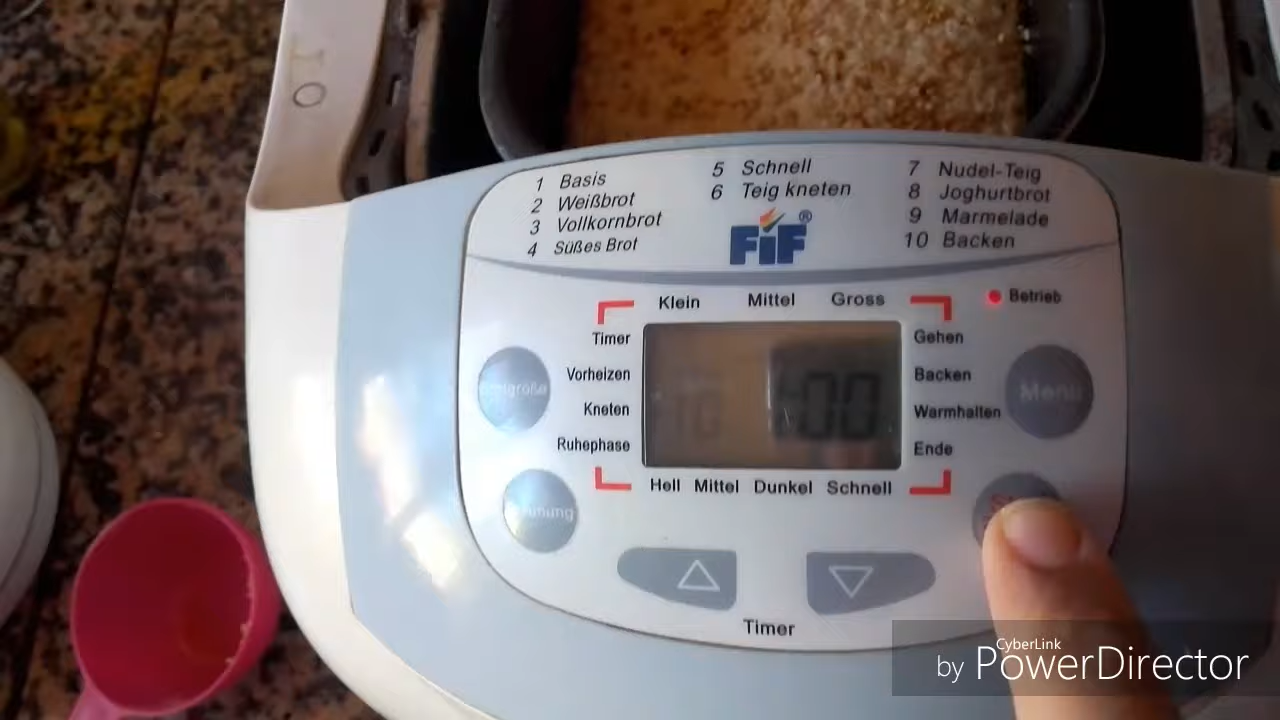 1 Basis
2 Weißbrot
3 Vollkornbrot
4 Süßes Brot
5 Schnell
6 Teig kneten
7 Nudel-Teig
8 Joghurtbrot
9 Marmelade
10 Backen
FiF®
Klein Mittel Gross
Betrieb
Timer
Vorheizen
Kneten
Ruhephase
Gehen
Backen
Warmhalten
Ende
Menü
Hell Mittel Dunkel Schnell
Timer
CyberLink
by PowerDirector